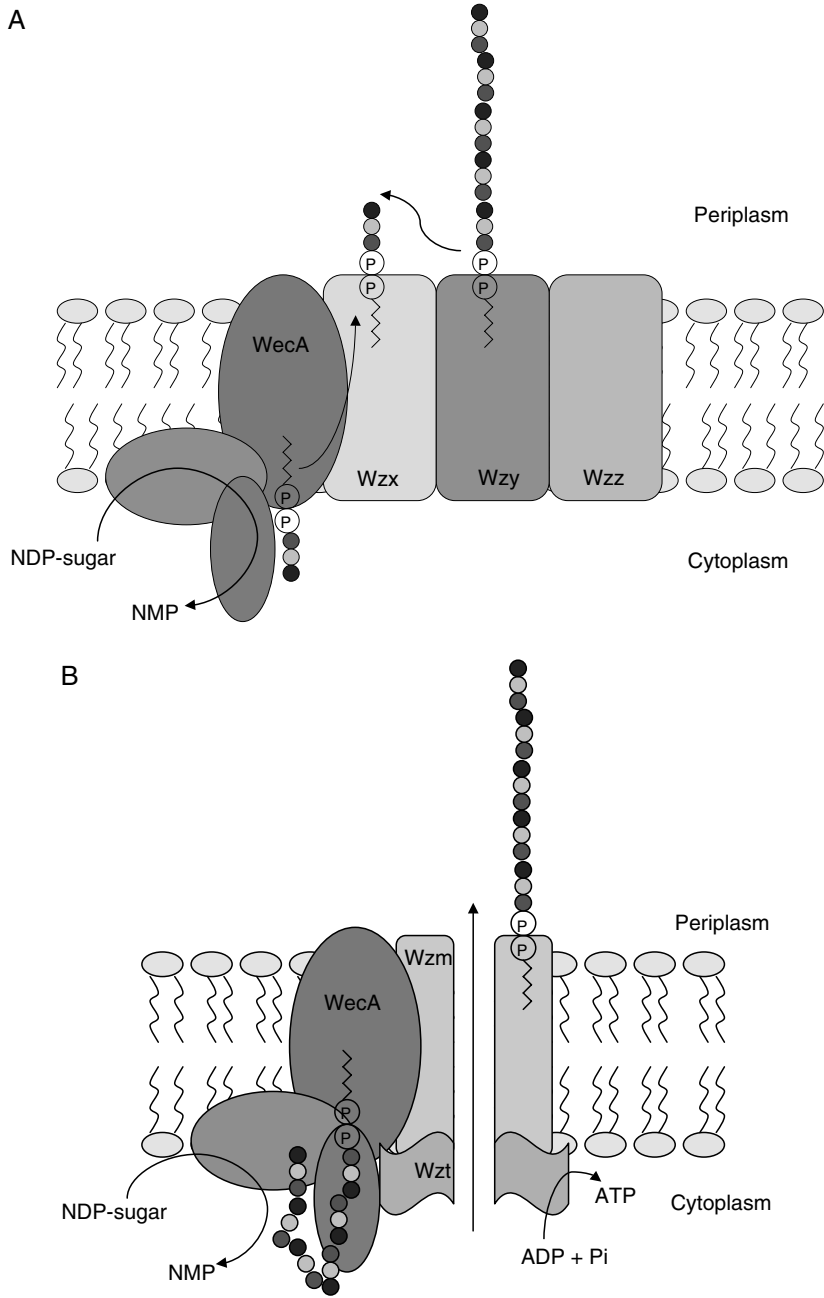 A
Periplasm
P
P
P
P
WecA
Wzx
Wzy
Wzz
P
P
NDP-sugar
Cytoplasm
NMP
B
Periplasm
P
P
Wzm
WecA
P
P
Wzt
NDP-sugar
ATP
Cytoplasm
NMP
ADP + Pi